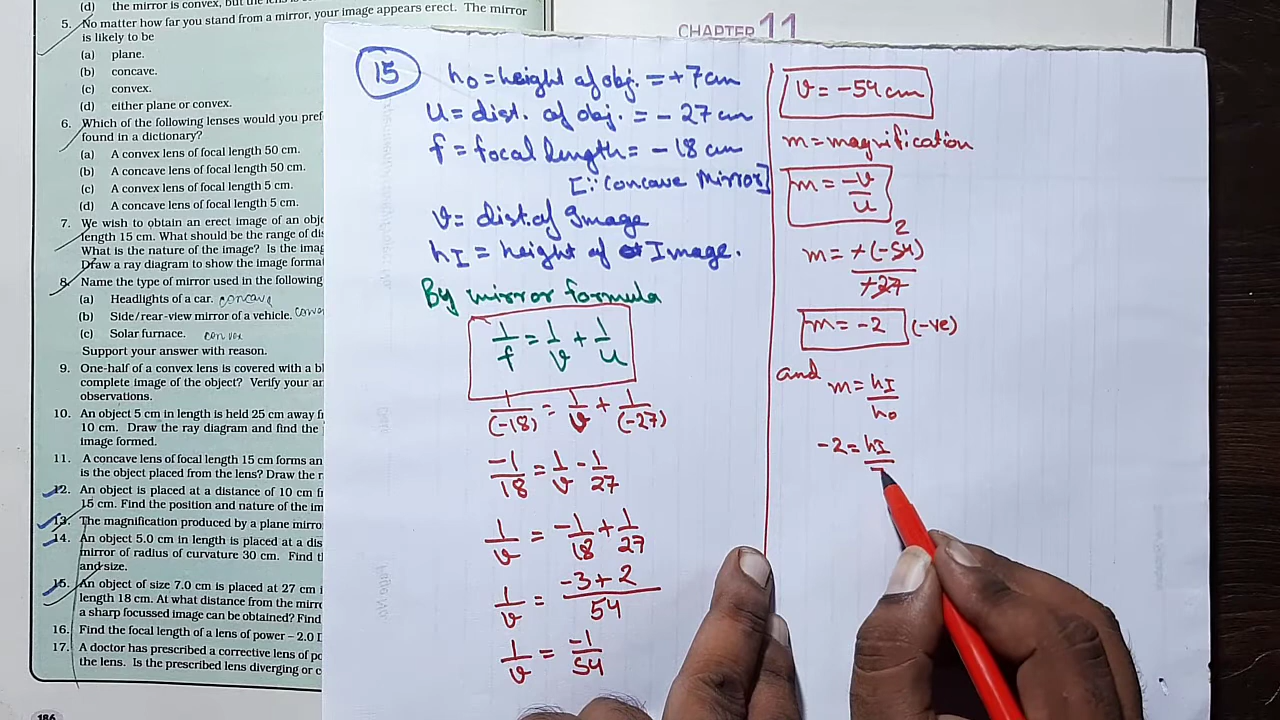 (d) the mirror is convex, but the lens is
5. No matter how far you stand from a mirror, your image appears erect. The mirror
is likely to be
(a) plane.
(b) concave.
(c) convex.
(d) either plane or convex.
6. Which of the following lenses would you pref
found in a dictionary?
(a) A convex lens of focal length 50 cm.
(b) A concave lens of focal length 50 cm.
(c) A convex lens of focal length 5 cm.
(d) A concave lens of focal length 5 cm.
7. We wish to obtain an erect image of an obje
length 15 cm. What should be the range of dis
What is the nature of the image? Is the imag
Draw a ray diagram to show the image format
8. Name the type of mirror used in the following
(a) Headlights of a car. concave
(b) Side/rear-view mirror of a vehicle.
(c) Solar furnace. convex
Support your answer with reason.
9. One-half of a convex lens is covered with a bl
complete image of the object? Verify your an
observations.
10. An object 5 cm in length is held 25 cm away f
10 cm. Draw the ray diagram and find the
image formed.
11. A concave lens of focal length 15 cm forms an
is the object placed from the lens? Draw the r
12. An object is placed at a distance of 10 cm f
15 cm. Find the position and nature of the im
13. The magnification produced by a plane mirro
14. An object 5.0 cm in length is placed at a dis
mirror of radius of curvature 30 cm. Find t
and size.
15. An object of size 7.0 cm is placed at 27 cm i
length 18 cm. At what distance from the mirr
a sharp focussed image can be obtained? Find
16. Find the focal length of a lens of power – 2.0 D
17. A doctor has prescribed a corrective lens of po
the lens. Is the prescribed lens diverging or c
186
CHAPTER 11
15
ho = height of obj. = +7 cm
u = dist. of obj. = - 27 cm
f = focal length = - 18 cm
[∵ Concave Mirror]
v = dist. of Image
hI = height of Image.
By mirror formula
1/f = 1/v + 1/u
1/(-18) = 1/v + 1/(-27)
-1/18 = 1/v - 1/27
1/v = -1/18 + 1/27
1/v = -3+2/54
1/v = -1/54
v = -54 cm
m = magnification
m = -v/u
2
m = +(-54)/+27
m = -2 (-ve)
and m = hI/ho
-2 = hI/